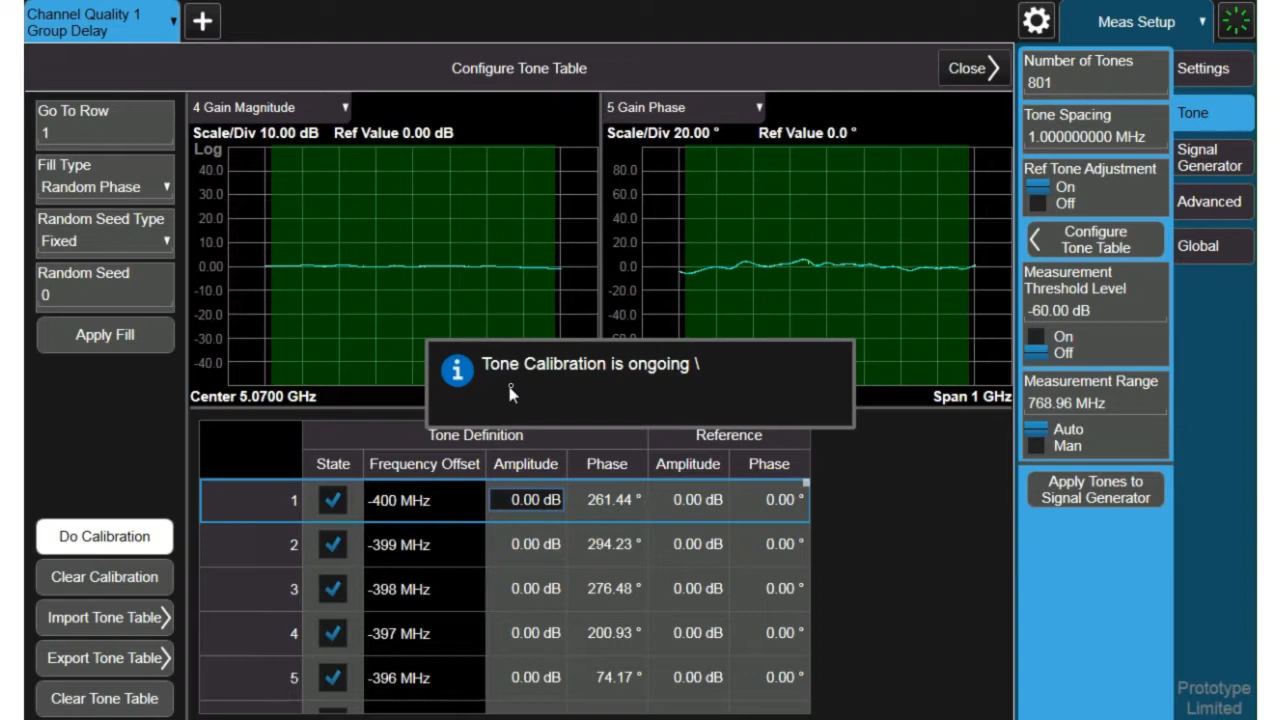 Channel Quality 1
Group Delay
Meas Setup
Configure Tone Table
Close
Go To Row
1
Fill Type
Random Phase
Random Seed Type
Fixed
Random Seed
0
Apply Fill
Do Calibration
Clear Calibration
Import Tone Table
Export Tone Table
Clear Tone Table
4 Gain Magnitude
Scale/Div 10.00 dB Ref Value 0.00 dB
Log
40.0
30.0
20.0
10.0
0.00
-10.0
-20.0
-30.0
-40.0
Center 5.0700 GHz
5 Gain Phase
Scale/Div 20.00 ° Ref Value 0.0 °
80.0
60.0
40.0
20.0
0.0
-20.0
-40.0
Span 1 GHz
Tone Calibration is ongoing \
Tone Definition Reference
State Frequency Offset Amplitude Phase Amplitude Phase
1 -400 MHz 0.00 dB 261.44 ° 0.00 dB 0.00 °
2 -399 MHz 0.00 dB 294.23 ° 0.00 dB 0.00 °
3 -398 MHz 0.00 dB 276.48 ° 0.00 dB 0.00 °
4 -397 MHz 0.00 dB 200.93 ° 0.00 dB 0.00 °
5 -396 MHz 0.00 dB 74.17 ° 0.00 dB 0.00 °
Number of Tones
801
Tone Spacing
1.000000000 MHz
Ref Tone Adjustment
On
Off
Configure
Tone Table
Measurement
Threshold Level
-60.00 dB
On
Off
Measurement Range
768.96 MHz
Auto
Man
Apply Tones to
Signal Generator
Settings
Tone
Signal
Generator
Advanced
Global
Prototype
Limited